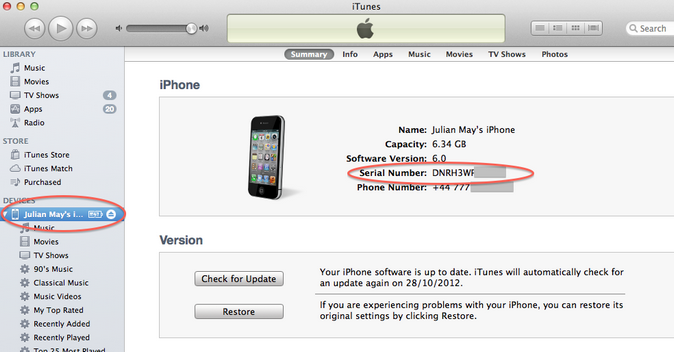 iTunes
Search
Summary Info Apps Music Movies TV Shows Photos
LIBRARY
Music
Movies
TV Shows 4
Apps 20
Radio
STORE
iTunes Store
iTunes Match
Purchased
DEVICES
Julian May's i...
Music
Movies
TV Shows
90's Music
Classical Music
Music Videos
My Top Rated
Recently Added
Recently Played
Top 25 Most Played
iPhone
Name: Julian May's iPhone
Capacity: 6.34 GB
Software Version: 6.0
Serial Number: DNRH3WF
Phone Number: +44 777
Version
Check for Update
Your iPhone software is up to date. iTunes will automatically check for
an update again on 28/10/2012.
Restore
If you are experiencing problems with your iPhone, you can restore its
original settings by clicking Restore.